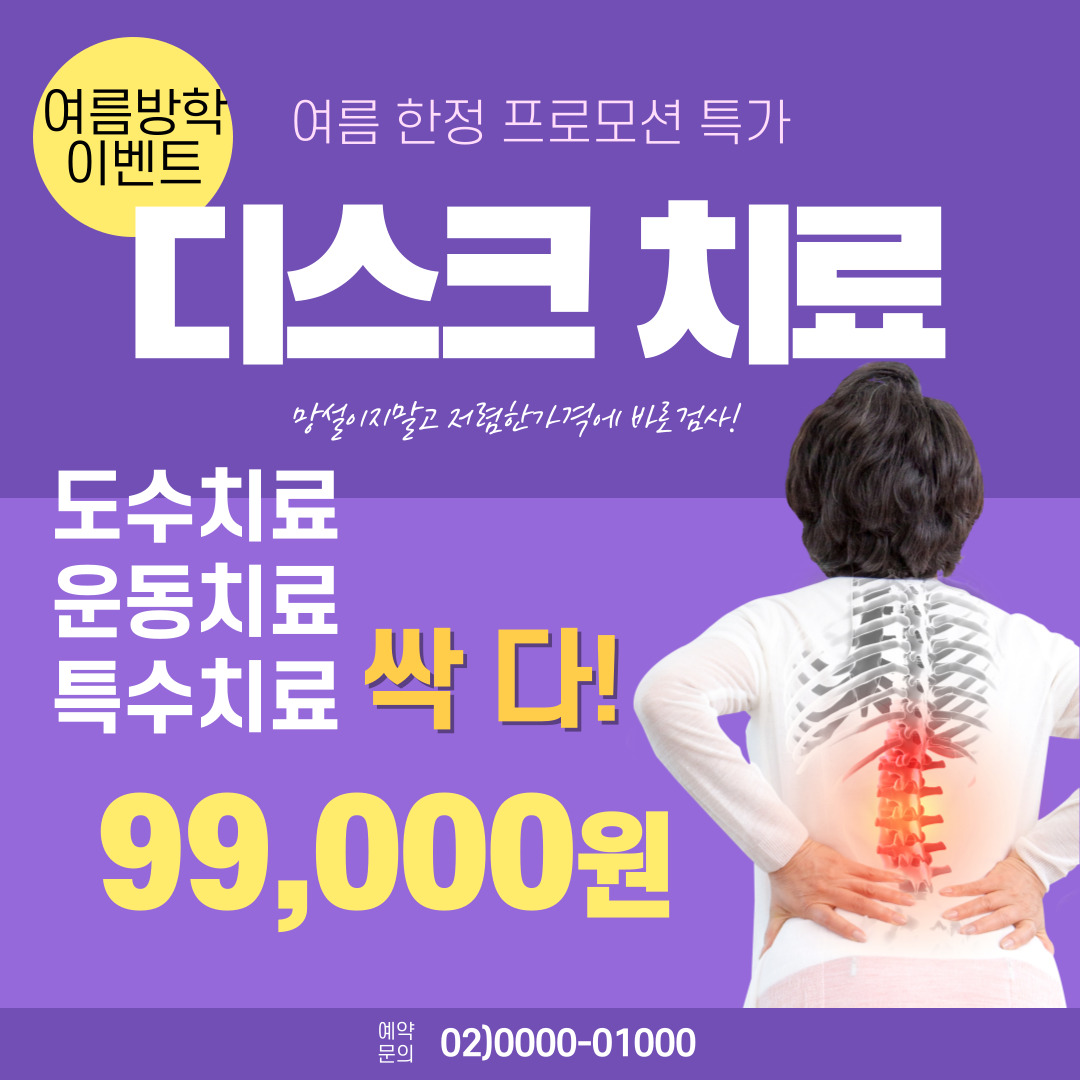 여름방학
이벤트
여름 한정 프로모션 특가
디스크 치료
망설이지말고 저렴한가격에 바로검사!
도수치료
운동치료
특수치료 싹 다!
99,000원
예약
문의
02)0000-01000